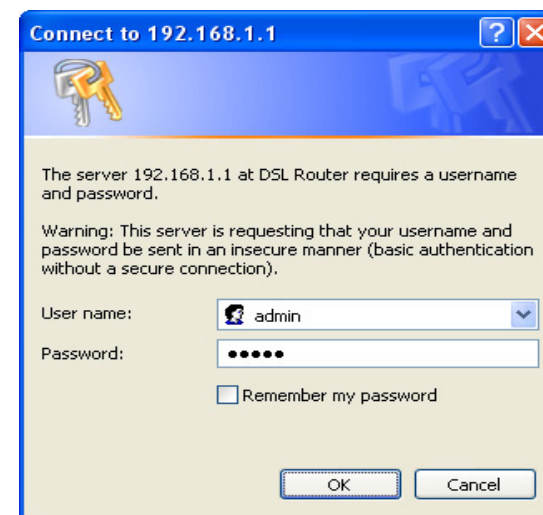 Connect to 192.168.1.1
The server 192.168.1.1 at DSL Router requires a username
and password.
Warning: This server is requesting that your username and
password be sent in an insecure manner (basic authentication
without a secure connection).
User name:
admin
Password:
•••••
Remember my password
OK
Cancel